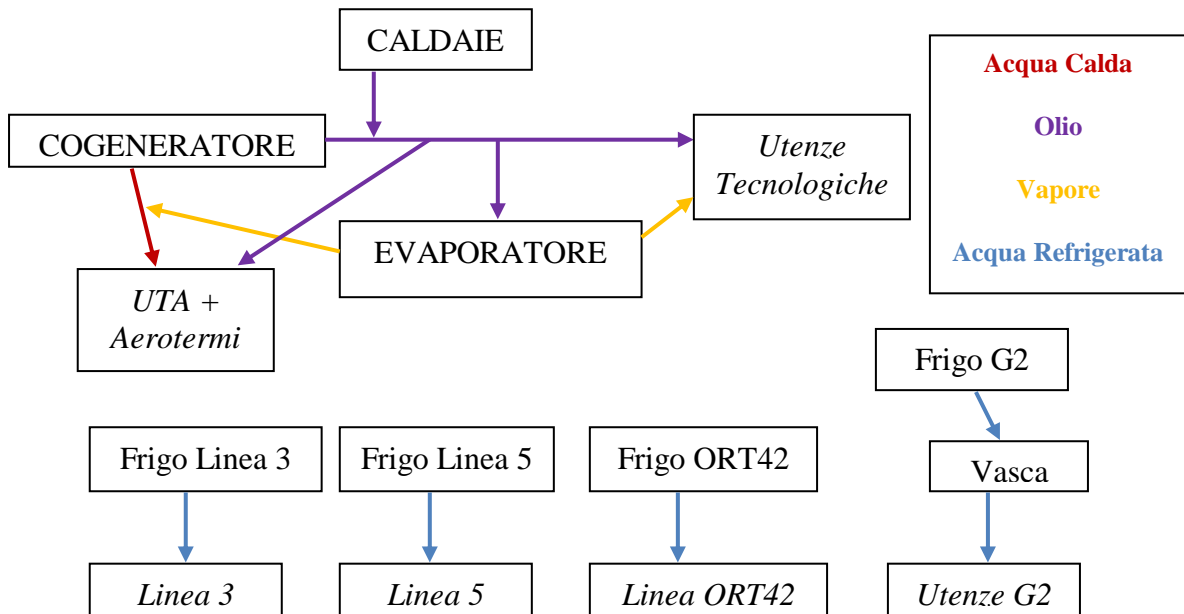 CALDAIE
Acqua Calda
Olio
Vapore
Acqua Refrigerata
COGENERATORE
Utenze
Tecnologiche
EVAPORATORE
UTA +
Aerotermi
Frigo G2
Frigo Linea 3
Frigo Linea 5
Frigo ORT42
Vasca
Linea 3
Linea 5
Linea ORT42
Utenze G2